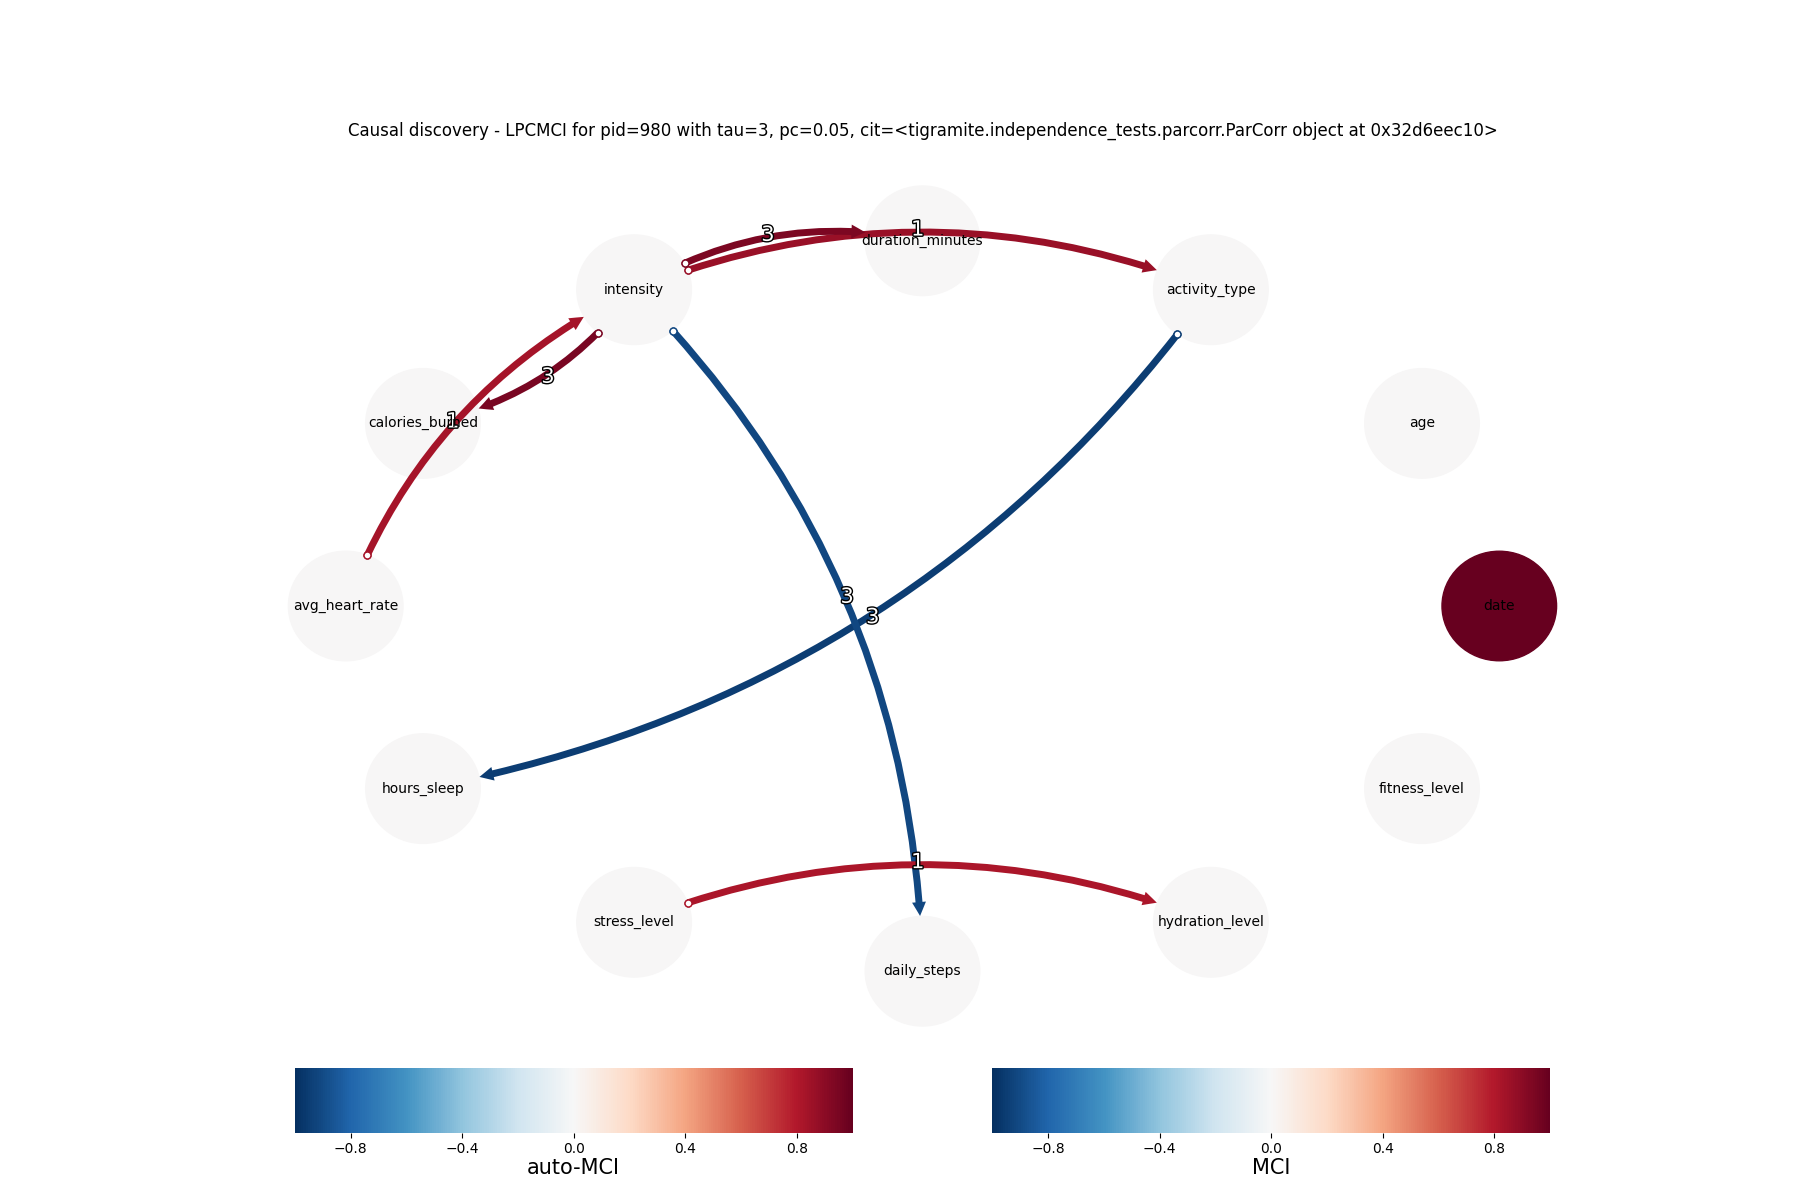 Causal discovery - LPCMCI for pid=980 with tau=3, pc=0.05, cit=<tigramite.independence_tests.parcorr.ParCorr object at 0x32d6eec10>
3
1
duration_minutes
intensity
activity_type
3
1
calories_burned
age
3
3
avg_heart_rate
date
hours_sleep
fitness_level
1
stress_level
hydration_level
daily_steps
−0.8 −0.4 0.0 0.4 0.8
auto-MCI
−0.8 −0.4 0.0 0.4 0.8
MCI